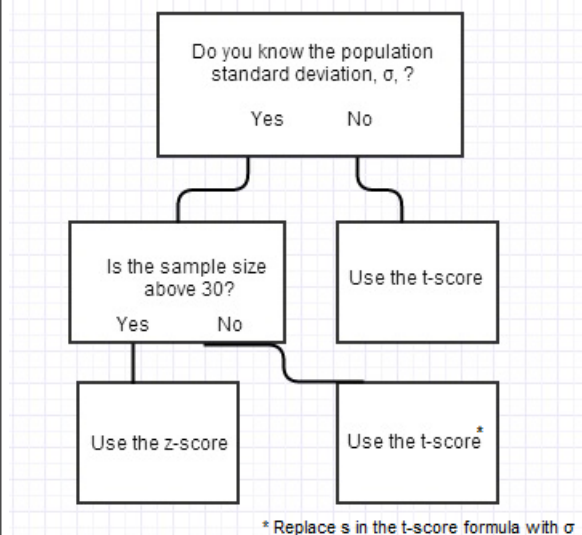 Do you know the population
standard deviation, σ, ?
Yes No
Is the sample size
above 30?
Yes No
Use the t-score
Use the z-score
Use the t-score*
* Replace s in the t-score formula with σ